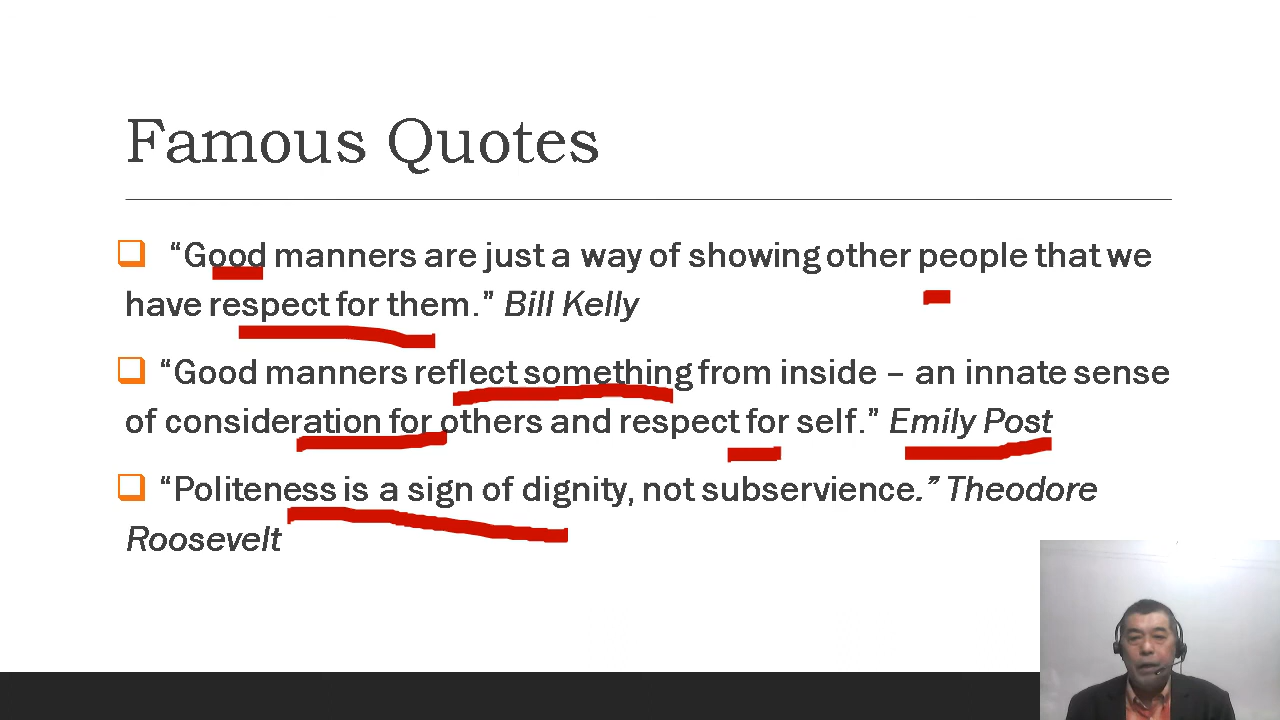 Famous Quotes
“Good manners are just a way of showing other people that we
have respect for them.” Bill Kelly
“Good manners reflect something from inside – an innate sense
of consideration for others and respect for self.” Emily Post
“Politeness is a sign of dignity, not subservience.” Theodore
Roosevelt